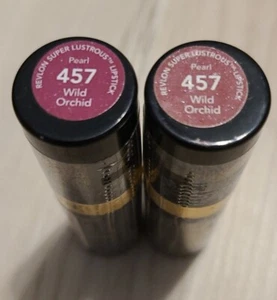 REVLON SUPER LUSTROUS™ LIPSTICK
Pearl
457
Wild
Orchid
REVLON SUPER LUSTROUS™ LIPSTICK
Pearl
457
Wild
Orchid